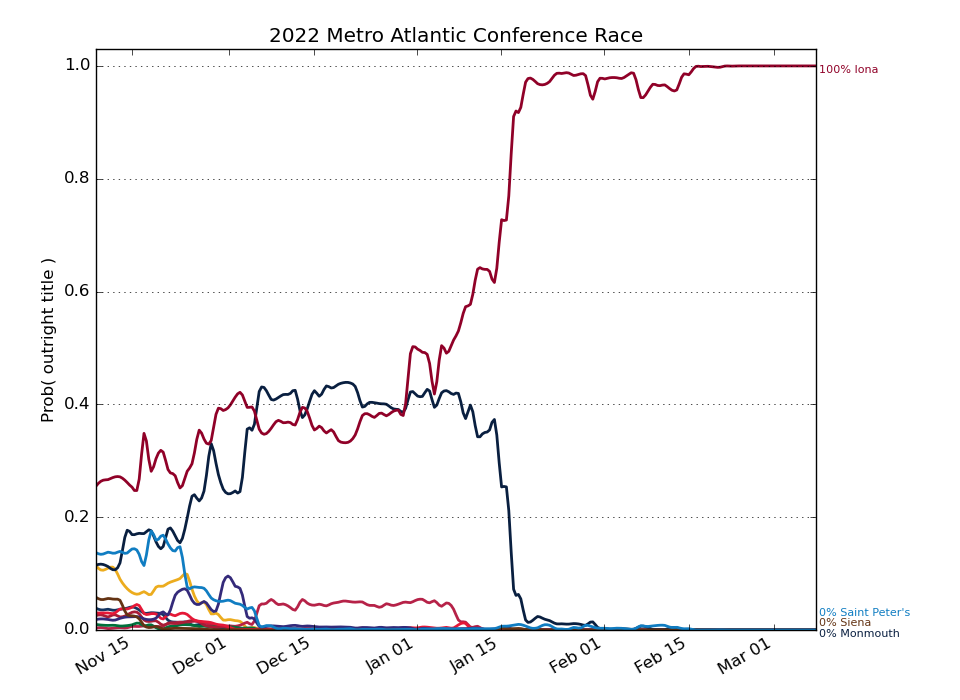 2022 Metro Atlantic Conference Race
Prob( outright title )
1.0
0.8
0.6
0.4
0.2
0.0
100% Iona
0% Saint Peter's
0% Siena
0% Monmouth
Nov 15
Dec 01
Dec 15
Jan 01
Jan 15
Feb 01
Feb 15
Mar 01